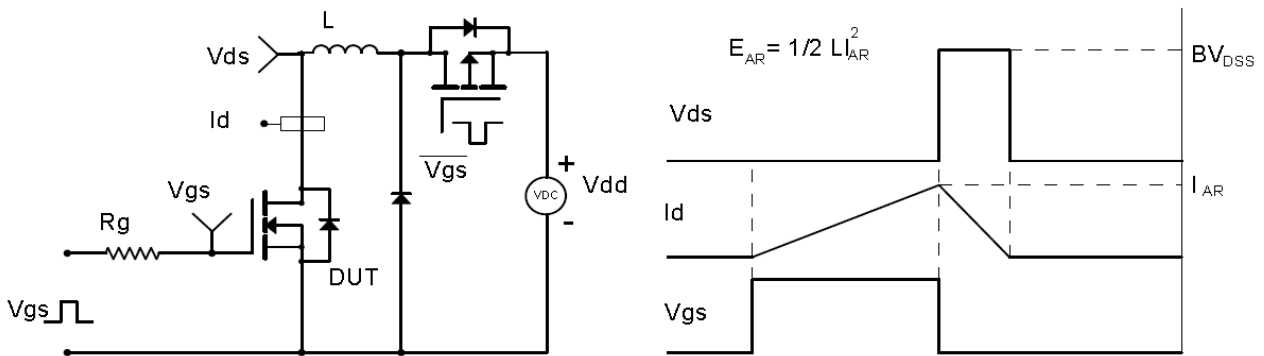 L
Vds
Id
Vgs
Rg
DUT
Vgs
Vgs
+
VDC
Vdd
-
E_AR = 1/2 LI_AR^2
BV_DSS
Vds
I_AR
Id
Vgs